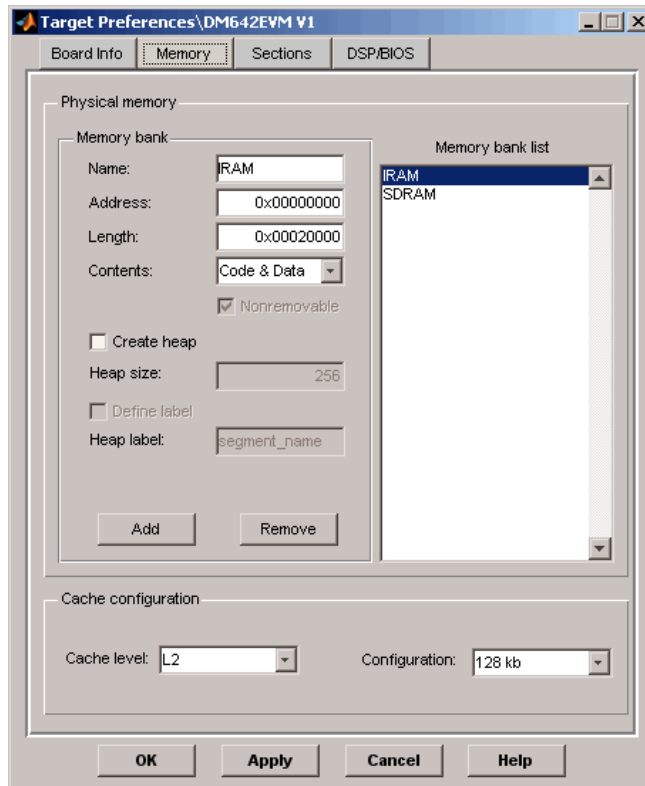 Target Preferences\DM642EVM V1
Board Info Memory Sections DSP/BIOS
Physical memory
Memory bank
Memory bank list
Name: IRAM
IRAM
Address: 0x00000000
SDRAM
Length: 0x00020000
Contents: Code & Data
Nonremovable
Create heap
Heap size: 256
Define label
Heap label: segment_name
Add Remove
Cache configuration
Cache level: L2 Configuration: 128 kb
OK Apply Cancel Help